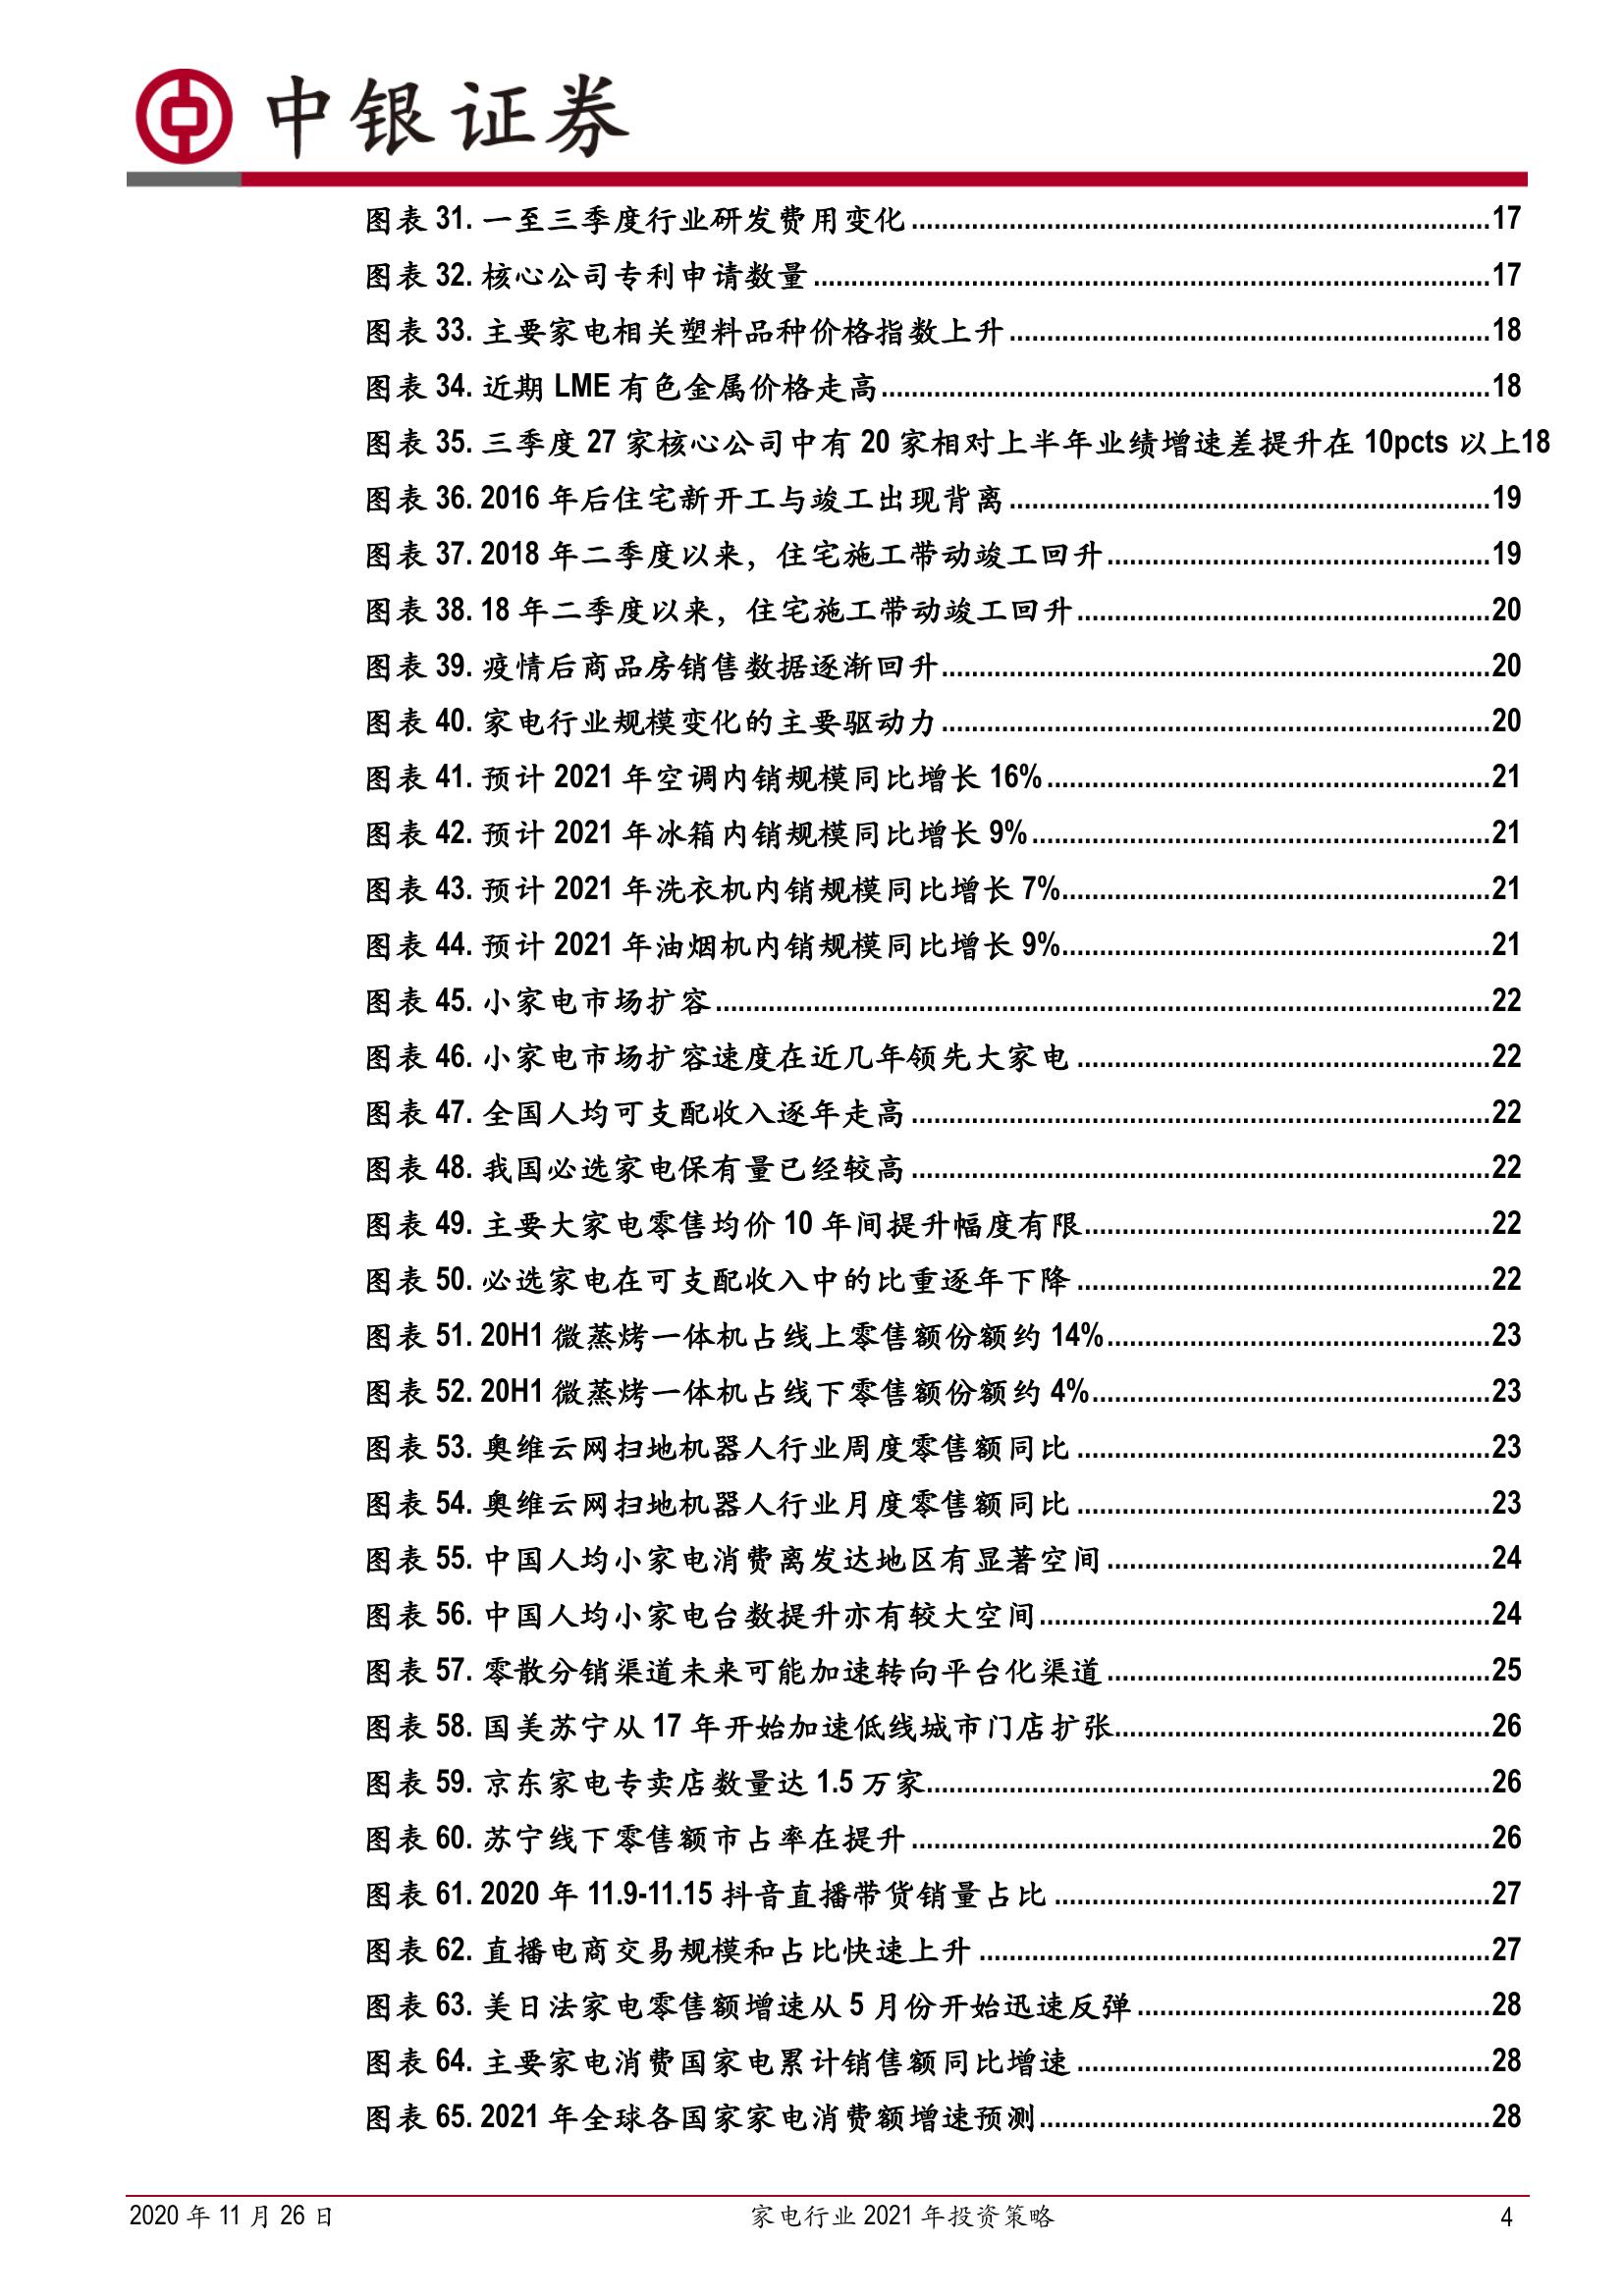 中银证券
图表 31. 一至三季度行业研发费用变化 ........ 17
图表 32. 核心公司专利申请数量 ........ 17
图表 33. 主要家电相关塑料品种价格指数上升 ........ 18
图表 34. 近期 LME 有色金属价格走高 ........ 18
图表 35. 三季度 27 家核心公司中有 20 家相对上半年业绩增速差提升在 10pcts 以上18
图表 36. 2016 年后住宅新开工与竣工出现背离 ........ 19
图表 37. 2018 年二季度以来，住宅施工带动竣工回升 ........ 19
图表 38. 18 年二季度以来，住宅施工带动竣工回升 ........ 20
图表 39. 疫情后商品房销售数据逐渐回升 ........ 20
图表 40. 家电行业规模变化的主要驱动力 ........ 20
图表 41. 预计 2021 年空调内销规模同比增长 16% ........ 21
图表 42. 预计 2021 年冰箱内销规模同比增长 9% ........ 21
图表 43. 预计 2021 年洗衣机内销规模同比增长 7% ........ 21
图表 44. 预计 2021 年油烟机内销规模同比增长 9% ........ 21
图表 45. 小家电市场扩容 ........ 22
图表 46. 小家电市场扩容速度在近几年领先大家电 ........ 22
图表 47. 全国人均可支配收入逐年走高 ........ 22
图表 48. 我国必选家电保有量已经较高 ........ 22
图表 49. 主要大家电零售均价 10 年间提升幅度有限 ........ 22
图表 50. 必选家电在可支配收入中的比重逐年下降 ........ 22
图表 51. 20H1 微蒸烤一体机占线上零售额份额约 14% ........ 23
图表 52. 20H1 微蒸烤一体机占线下零售额份额约 4% ........ 23
图表 53. 奥维云网扫地机器人行业周度零售额同比 ........ 23
图表 54. 奥维云网扫地机器人行业月度零售额同比 ........ 23
图表 55. 中国人均小家电消费离发达地区有显著空间 ........ 24
图表 56. 中国人均小家电台数提升亦有较大空间 ........ 24
图表 57. 零散分销渠道未来可能加速转向平台化渠道 ........ 25
图表 58. 国美苏宁从 17 年开始加速低线城市门店扩张 ........ 26
图表 59. 京东家电专卖店数量达 1.5 万家 ........ 26
图表 60. 苏宁线下零售额市占率在提升 ........ 26
图表 61. 2020 年 11.9-11.15 抖音直播带货销量占比 ........ 27
图表 62. 直播电商交易规模和占比快速上升 ........ 27
图表 63. 美日法家电零售额增速从 5 月份开始迅速反弹 ........ 28
图表 64. 主要家电消费国家电累计销售额同比增速 ........ 28
图表 65. 2021 年全球各国家家电消费额增速预测 ........ 28
2020 年 11 月 26 日 家电行业 2021 年投资策略 4